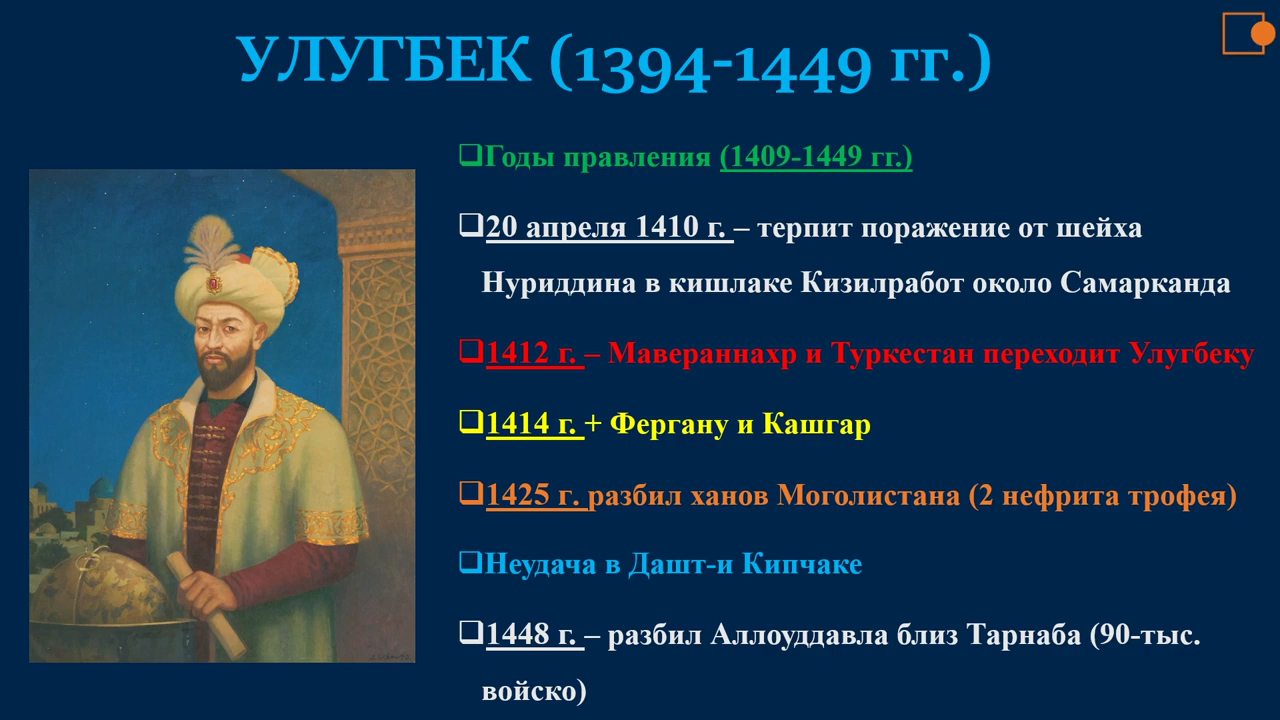 УЛУГБЕК (1394-1449 гг.)
❑Годы правления (1409-1449 гг.)
❑20 апреля 1410 г. – терпит поражение от шейха
Нуриддина в кишлаке Кизилработ около Самарканда
❑1412 г. – Мавераннахр и Туркестан переходит Улугбеку
❑1414 г. + Фергану и Кашгар
❑1425 г. разбил ханов Моголистана (2 нефрита трофея)
❑Неудача в Дашт-и Кипчаке
❑1448 г. – разбил Аллоуддавла близ Тарнаба (90-тыс.
войско)